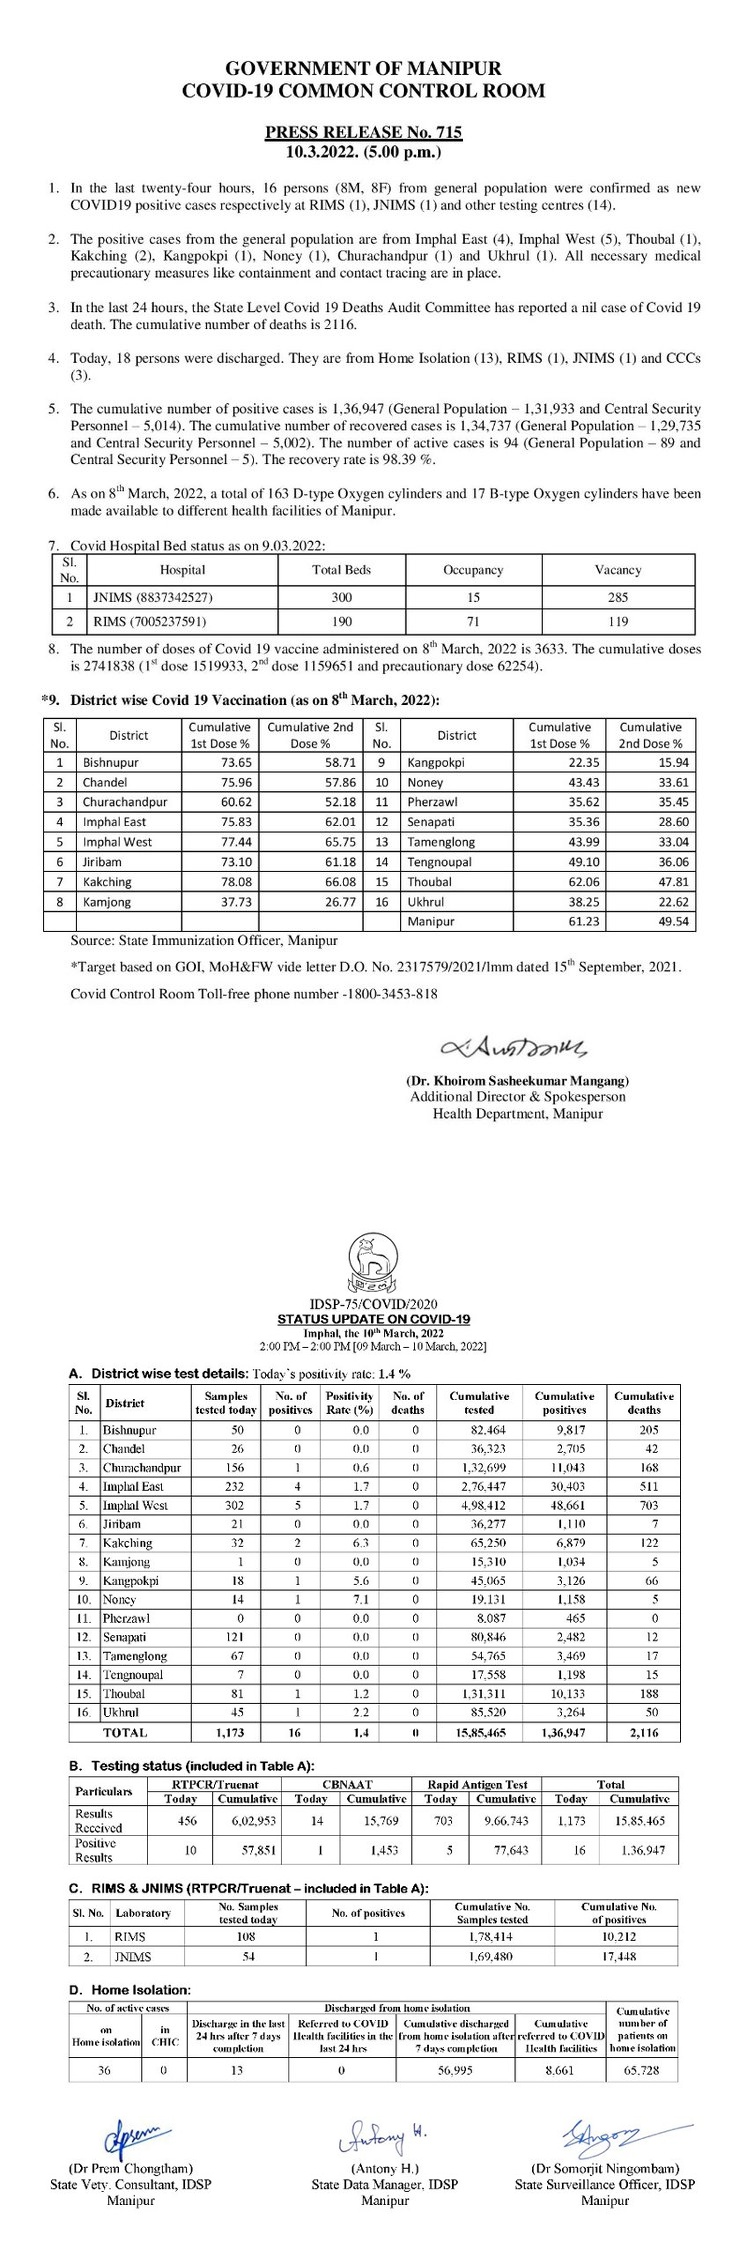 GOVERNMENT OF MANIPUR
COVID-19 COMMON CONTROL ROOM
PRESS RELEASE No. 715
10.3.2022. (5.00 p.m.)
1. In the last twenty-four hours, 16 persons (8M, 8F) from general population were confirmed as new
COVID19 positive cases respectively at RIMS (1), JNIMS (1) and other testing centres (14).
2. The positive cases from the general population are from Imphal East (4), Imphal West (5), Thoubal (1),
Kakching (2), Kangpokpi (1), Noney (1), Churachandpur (1) and Ukhrul (1). All necessary medical
precautionary measures like containment and contact tracing are in place.
3. In the last 24 hours, the State Level Covid 19 Deaths Audit Committee has reported a nil case of Covid 19
death. The cumulative number of deaths is 2116.
4. Today, 18 persons were discharged. They are from Home Isolation (13), RIMS (1), JNIMS (1) and CCCs
(3).
5. The cumulative number of positive cases is 1,36,947 (General Population – 1,31,933 and Central Security
Personnel – 5,014). The cumulative number of recovered cases is 1,34,737 (General Population – 1,29,735
and Central Security Personnel – 5,002). The number of active cases is 94 (General Population – 89 and
Central Security Personnel – 5). The recovery rate is 98.39 %.
6. As on 8th March, 2022, a total of 163 D-type Oxygen cylinders and 17 B-type Oxygen cylinders have been
made available to different health facilities of Manipur.
7. Covid Hospital Bed status as on 9.03.2022:
Sl. No. Hospital Total Beds Occupancy Vacancy
1 JNIMS (8837342527) 300 15 285
2 RIMS (7005237591) 190 71 119
8. The number of doses of Covid 19 vaccine administered on 8th March, 2022 is 3633. The cumulative doses
is 2741838 (1st dose 1519933, 2nd dose 1159651 and precautionary dose 62254).
*9. District wise Covid 19 Vaccination (as on 8th March, 2022):
Sl. No. District Cumulative 1st Dose % Cumulative 2nd Dose % Sl. No. District Cumulative 1st Dose % Cumulative 2nd Dose %
1 Bishnupur 73.65 58.71 9 Kangpokpi 22.35 15.94
2 Chandel 75.96 57.86 10 Noney 43.43 33.61
3 Churachandpur 60.62 52.18 11 Pherzawl 35.62 35.45
4 Imphal East 75.83 62.01 12 Senapati 35.36 28.60
5 Imphal West 77.44 65.75 13 Tamenglong 43.99 33.04
6 Jiribam 73.10 61.18 14 Tengnoupal 49.10 36.06
7 Kakching 78.08 66.08 15 Thoubal 62.06 47.81
8 Kamjong 37.73 26.77 16 Ukhrul 38.25 22.62
Manipur 61.23 49.54
Source: State Immunization Officer, Manipur
*Target based on GOI, MoH&FW vide letter D.O. No. 2317579/2021/Imm dated 15th September, 2021.
Covid Control Room Toll-free phone number -1800-3453-818
(Dr. Khoirom Sasheekumar Mangang)
Additional Director & Spokesperson
Health Department, Manipur
IDSP-75/COVID/2020
STATUS UPDATE ON COVID-19
Imphal, the 10th March, 2022
2:00 PM – 2:00 PM [09 March – 10 March, 2022]
A. District wise test details: Today's positivity rate: 1.4 %
Sl. No. District Samples tested today No. of positives Positivity Rate (%) No. of deaths Cumulative tested Cumulative positives Cumulative deaths
1. Bishnupur 50 0 0.0 0 82,464 9,817 205
2. Chandel 26 0 0.0 0 36,323 2,705 42
3. Churachandpur 156 1 0.6 0 1,32,699 11,043 168
4. Imphal East 232 4 1.7 0 2,76,447 30,403 511
5. Imphal West 302 5 1.7 0 4,98,412 48,661 703
6. Jiribam 21 0 0.0 0 36,277 1,110 7
7. Kakching 32 2 6.3 0 65,250 6,879 122
8. Kamjong 1 0 0.0 0 15,310 1,034 5
9. Kangpokpi 18 1 5.6 0 45,065 3,126 66
10. Noney 14 1 7.1 0 19,131 1,158 5
11. Pherzawl 0 0 0.0 0 8,087 465 0
12. Senapati 121 0 0.0 0 80,846 2,482 12
13. Tamenglong 67 0 0.0 0 54,765 3,469 17
14. Tengnoupal 7 0 0.0 0 17,558 1,198 15
15. Thoubal 81 1 1.2 0 1,31,311 10,133 188
16. Ukhrul 45 1 2.2 0 85,520 3,264 50
TOTAL 1,173 16 1.4 0 15,85,465 1,36,947 2,116
B. Testing status (included in Table A):
Particulars RTPCR/Truenat CBNAAT Rapid Antigen Test Total
Today Cumulative Today Cumulative Today Cumulative Today Cumulative
Results Received 456 6,02,953 14 15,769 703 9,66,743 1,173 15,85,465
Positive Results 10 57,851 1 1,453 5 77,643 16 1,36,947
C. RIMS & JNIMS (RTPCR/Truenat – included in Table A):
Sl. No. Laboratory No. Samples tested today No. of positives Cumulative No. Samples tested Cumulative No. of positives
1. RIMS 108 1 1,78,414 10,212
2. JNIMS 54 1 1,69,480 17,448
D. Home Isolation:
No. of active cases Discharged from home isolation Cumulative number of patients on home isolation
on Home isolation in CHIC Discharge in the last 24 hrs after 7 days completion Referred to COVID Health facilities in the last 24 hrs Cumulative discharged from home isolation after 7 days completion Cumulative referred to COVID Health facilities
36 0 13 0 56,995 8,661 65,728
Antony H.
(Dr Prem Chongtham) (Antony H.) (Dr Somorjit Ningombam)
State Vety. Consultant, IDSP State Data Manager, IDSP State Surveillance Officer, IDSP
Manipur Manipur Manipur